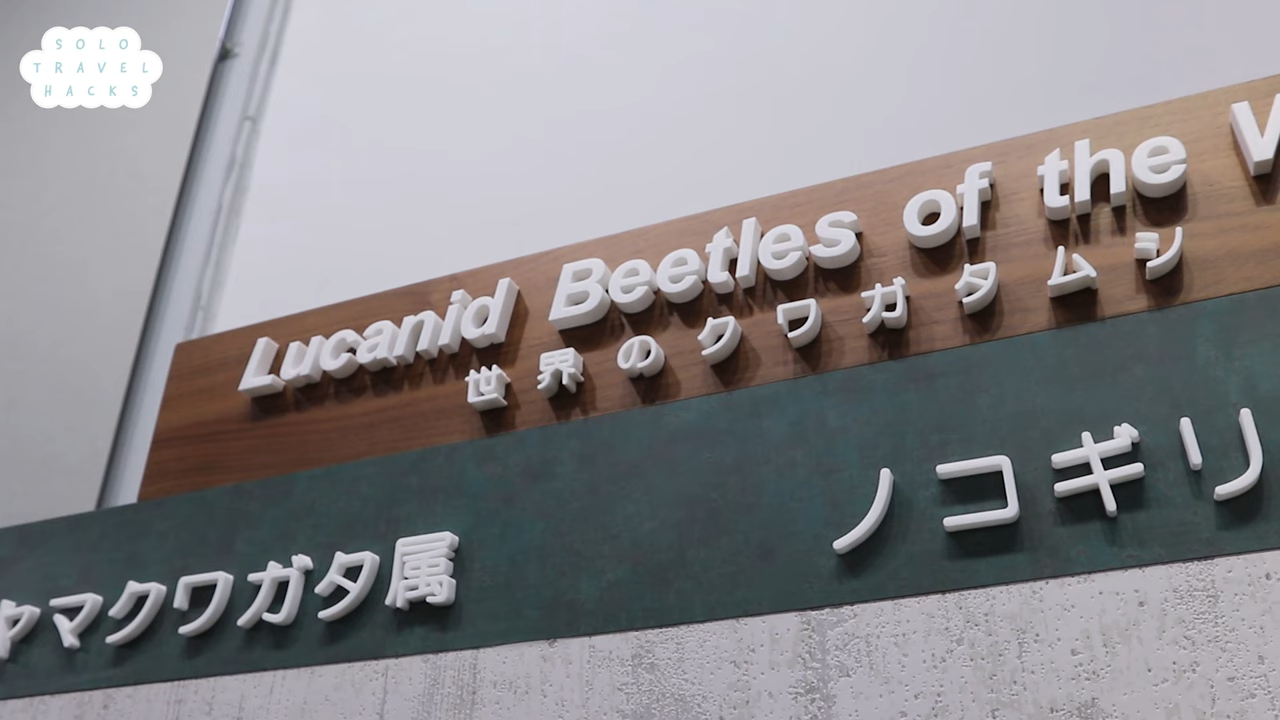 SOLO
TRAVEL
HACKS
Lucanid Beetles of the
世界のクワガタムシ
ヤマクワガタ属
ノコギリ